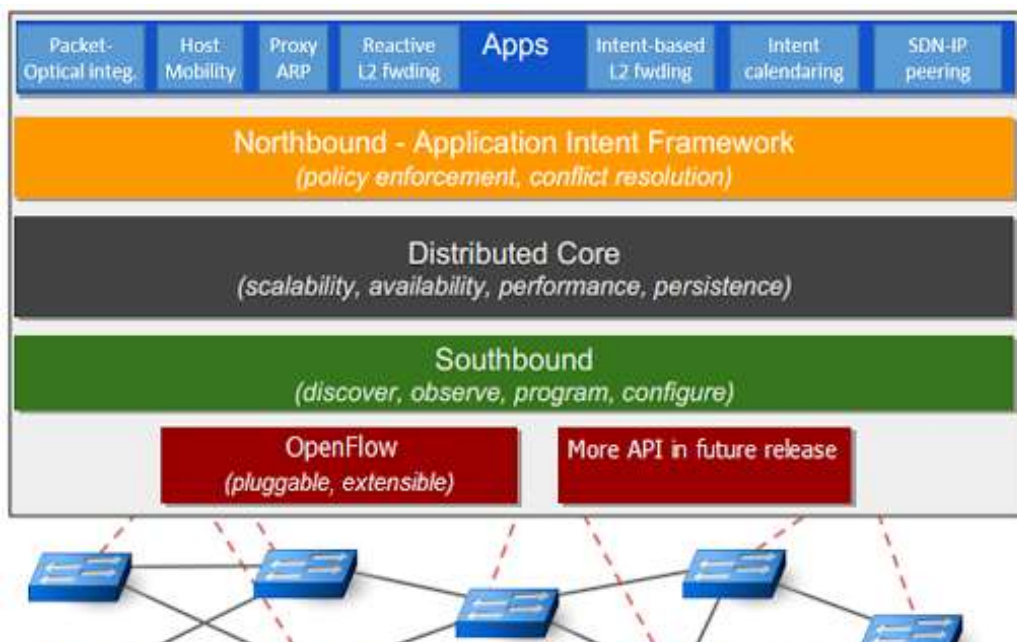 Packet-
Optical integ.
Host
Mobility
Proxy
ARP
Reactive
L2 fwding
Apps
Intent-based
L2 fwding
Intent
calendaring
SDN-IP
peering
Northbound - Application Intent Framework
(policy enforcement, conflict resolution)
Distributed Core
(scalability, availability, performance, persistence)
Southbound
(discover, observe, program, configure)
OpenFlow
(pluggable, extensible)
More API in future release